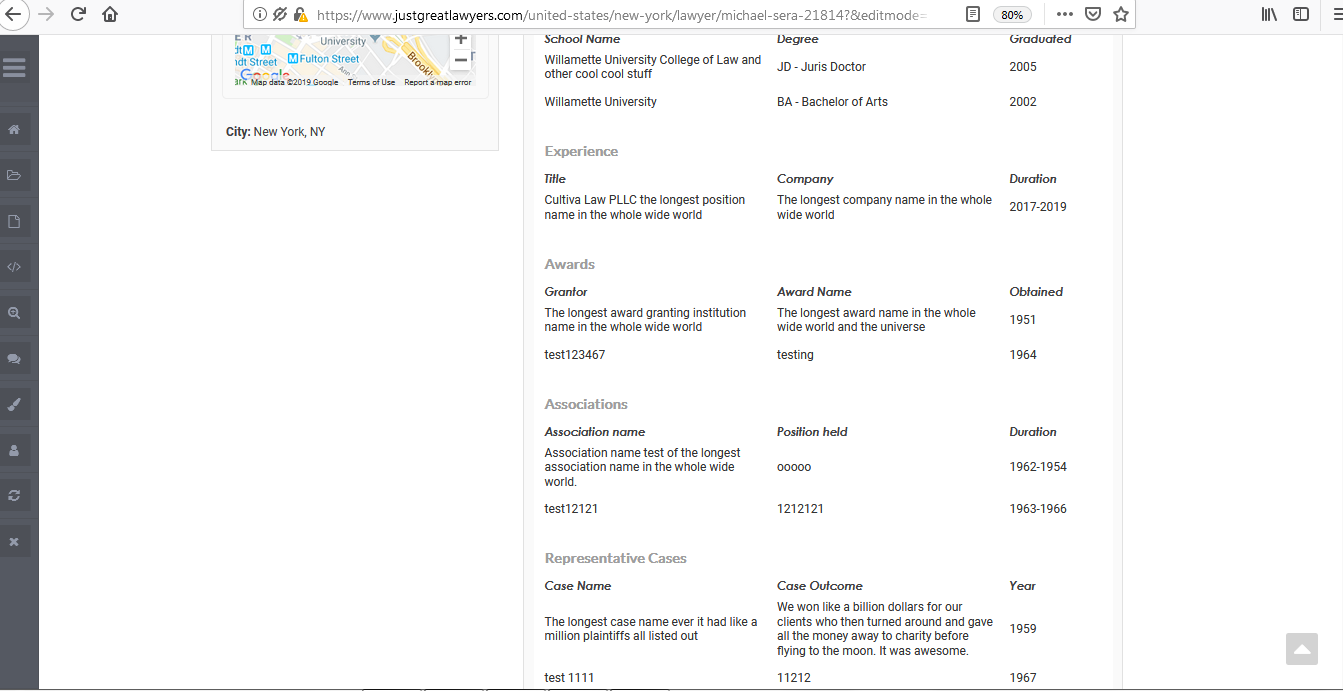 https://www.justgreatlawyers.com/united-states/new-york/lawyer/michael-sera-21814?&editmode=
80%
University
Fulton Street
Google
Map data ©2019 Google Terms of Use Report a map error
City: New York, NY
School Name Degree Graduated
Willamette University College of Law and
other cool cool stuff
JD - Juris Doctor
2005
Willamette University BA - Bachelor of Arts 2002
Experience
Title Company Duration
Cultiva Law PLLC the longest position
name in the whole wide world
The longest company name in the whole
wide world
2017-2019
Awards
Grantor Award Name Obtained
The longest award granting institution
name in the whole wide world
The longest award name in the whole
wide world and the universe
1951
test123467 testing 1964
Associations
Association name Position held Duration
Association name test of the longest
association name in the whole wide
world.
ooooo
1962-1954
test12121 1212121 1963-1966
Representative Cases
Case Name Case Outcome Year
The longest case name ever it had like a
million plaintiffs all listed out
We won like a billion dollars for our
clients who then turned around and gave
all the money away to charity before
flying to the moon. It was awesome.
1959
test 1111 11212 1967